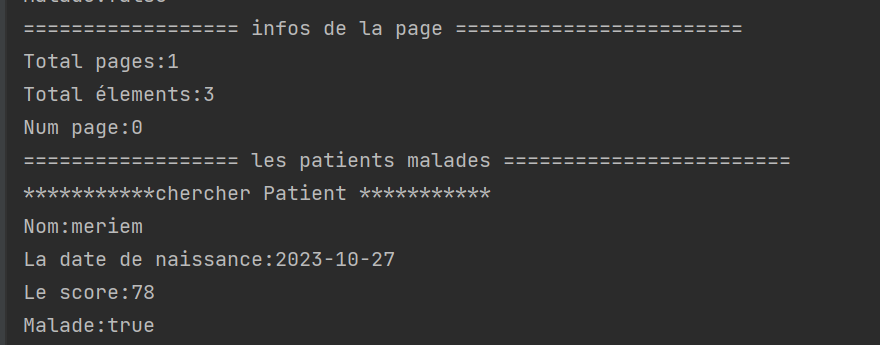 Malade:false
================== infos de la page ========================
Total pages:1
Total élements:3
Num page:0
================== les patients malades ========================
***********chercher Patient ***********
Nom:meriem
La date de naissance:2023-10-27
Le score:78
Malade:true